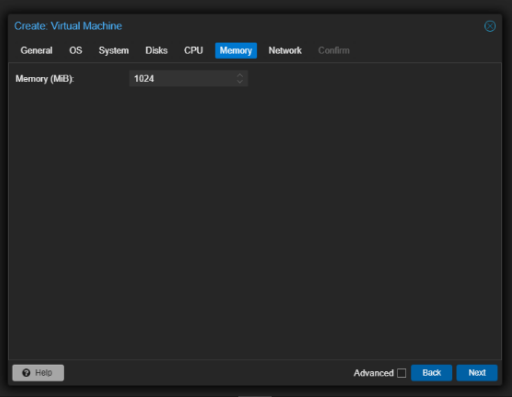 Create: Virtual Machine
General OS System Disks CPU Memory Network Confirm
Memory (MiB): 1024
Help Advanced Back Next